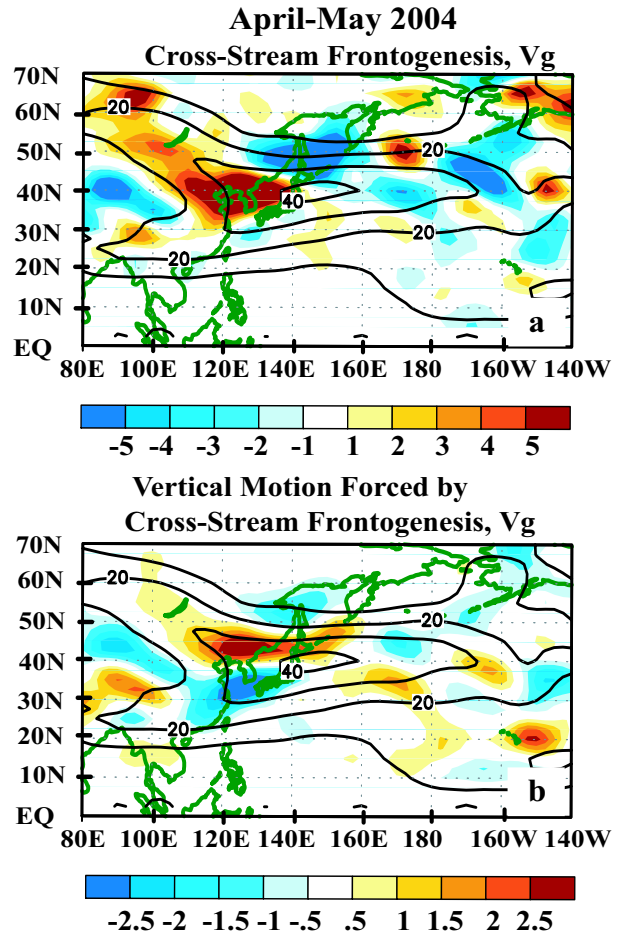 April-May 2004
Cross-Stream Frontogenesis, Vg
70N
60N
50N
40N
30N
20N
10N
EQ
20
20
40
20
a
80E 100E 120E 140E 160E 180 160W 140W
-5 -4 -3 -2 -1 1 2 3 4 5
Vertical Motion Forced by
Cross-Stream Frontogenesis, Vg
70N
60N
50N
40N
30N
20N
10N
EQ
20
20
40
20
20
b
80E 100E 120E 140E 160E 180 160W 140W
-2.5 -2 -1.5 -1 -.5 .5 1 1.5 2 2.5